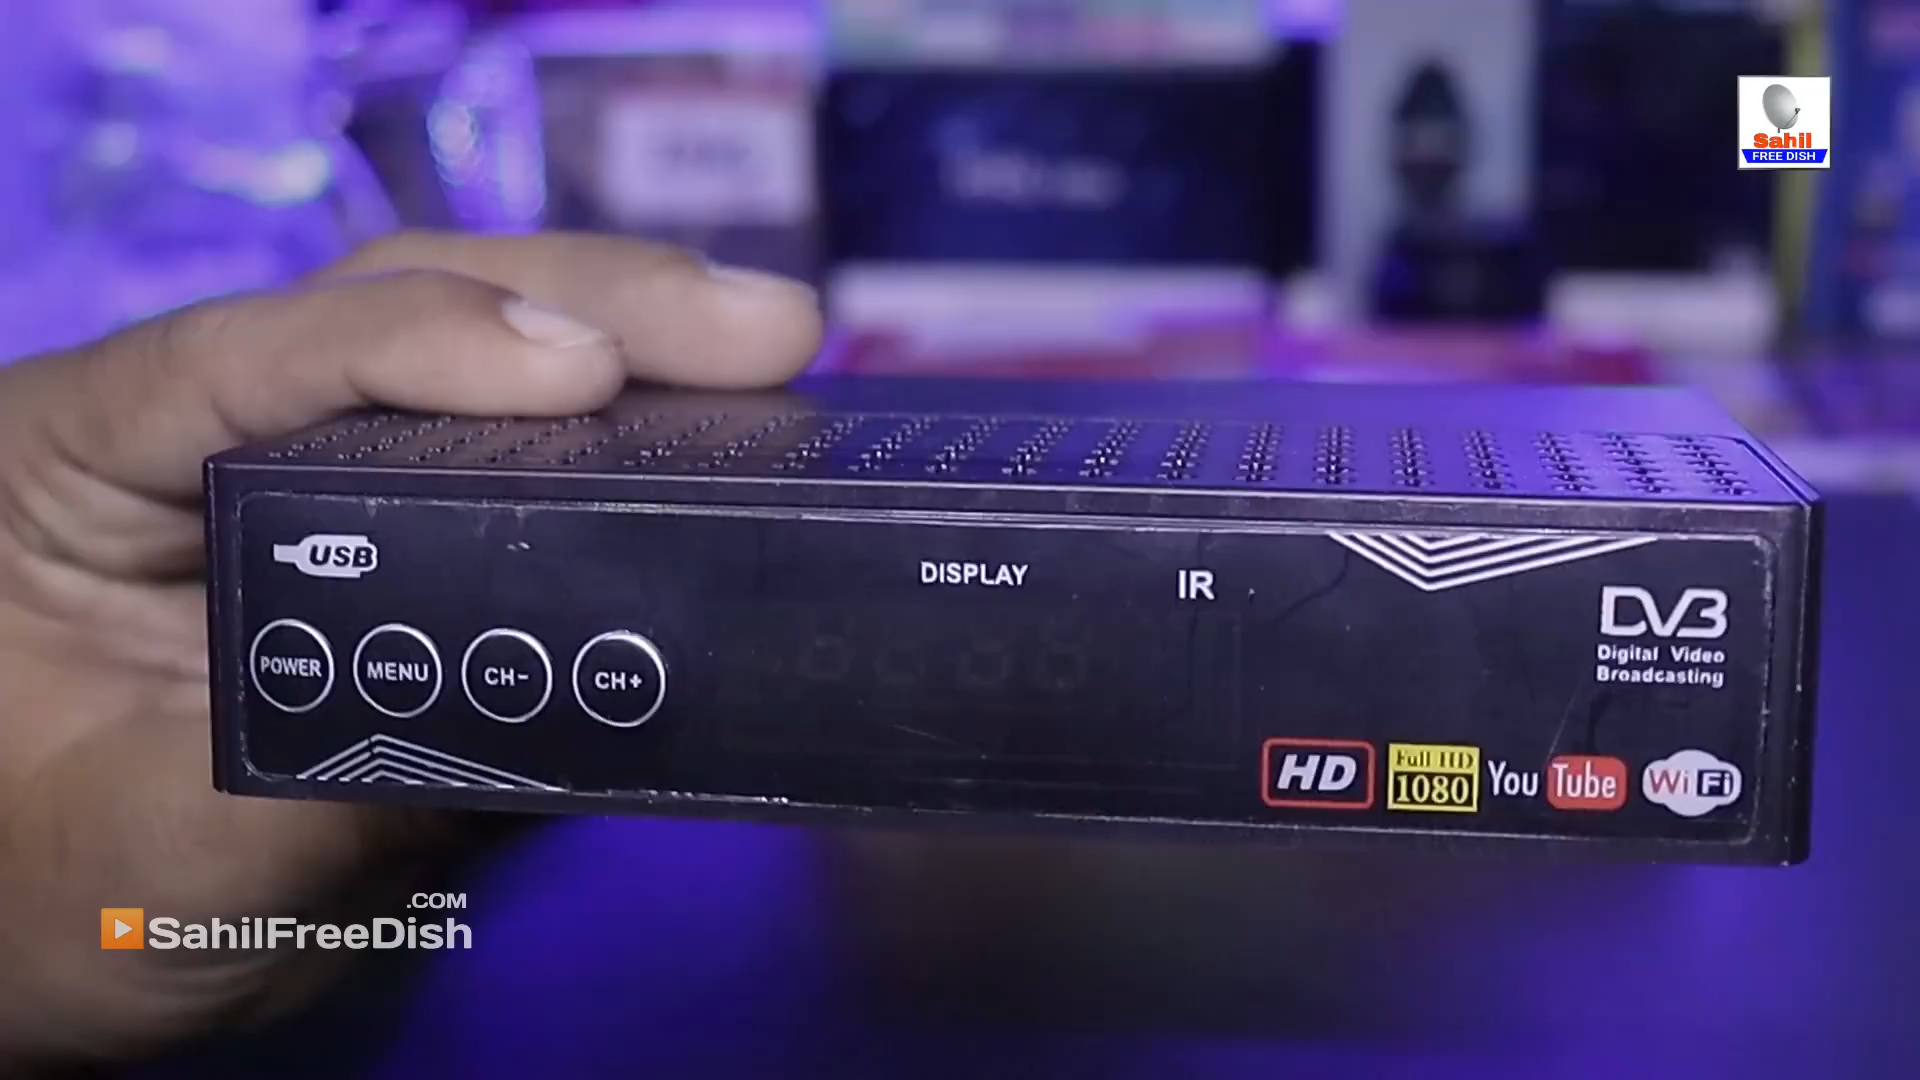 Sahil
FREE DISH
USB
DISPLAY
IR
DVB
Digital Video
Broadcasting
POWER
MENU
CH-
CH+
HD
Full HD
1080
YouTube
WiFi
.COM
SahilFreeDish